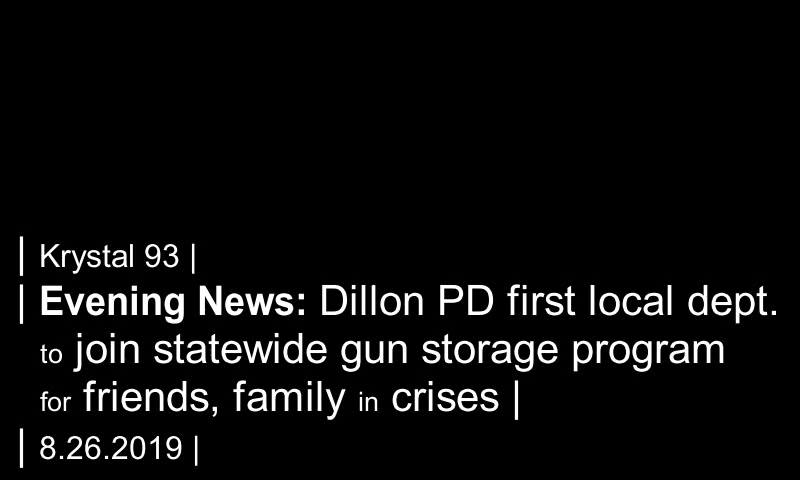 | Krystal 93 |
| Evening News: Dillon PD first local dept.
to join statewide gun storage program
for friends, family in crises |
| 8.26.2019 |